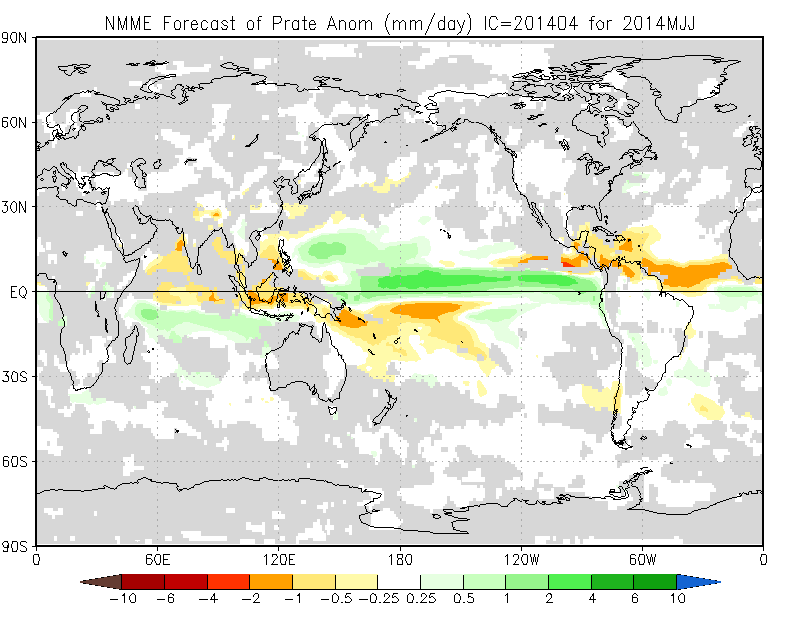 NMME Forecast of Prate Anom (mm/day) IC=201404 for 2014MJJ
90N
60N
30N
EQ
30S
60S
90S
0 60E 120E 180 120W 60W 0
-10 -6 -4 -2 -1 -0.5 -0.25 0.25 0.5 1 2 4 6 10